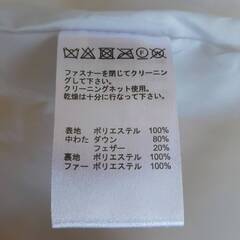 ファスナーを閉じてクリーニン
グして下さい。
クリーニングネット使用。
乾燥は十分に行なって下さい。
表地 ポリエステル 100%
中わた ダウン 80%
フェザー 20%
裏地 ポリエステル 100%
ファー ポリエステル 100%